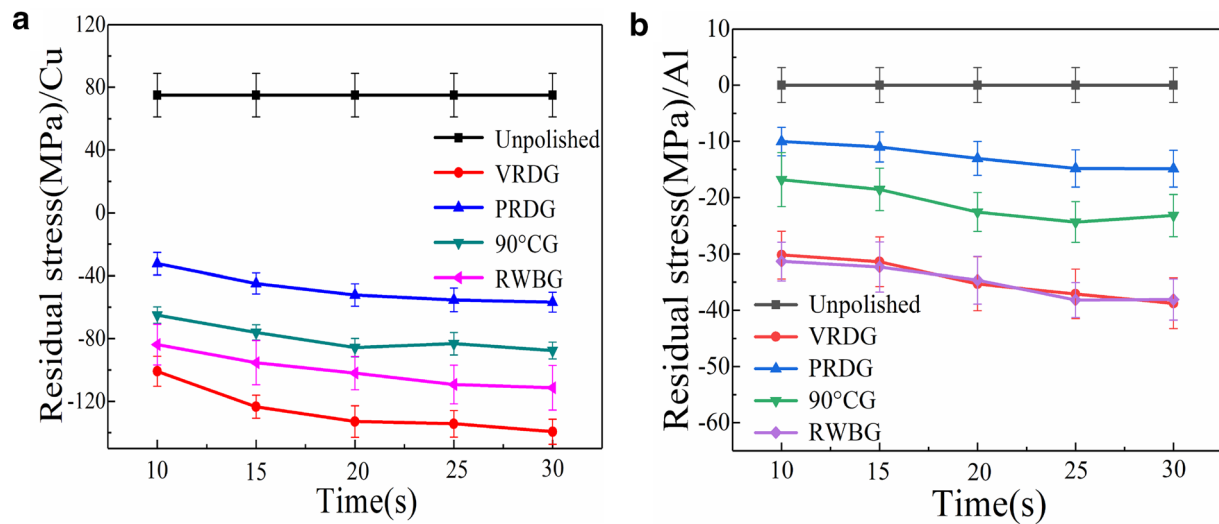 a
Residual stress(MPa)/Cu
120
80
40
0
-40
-80
-120
10 15 20 25 30
Time(s)
Unpolished
VRDG
PRDG
90°CG
RWBG
b
Residual stress(MPa)/Al
10
0
-10
-20
-30
-40
-50
-60
10 15 20 25 30
Time(s)
Unpolished
VRDG
PRDG
90°CG
RWBG